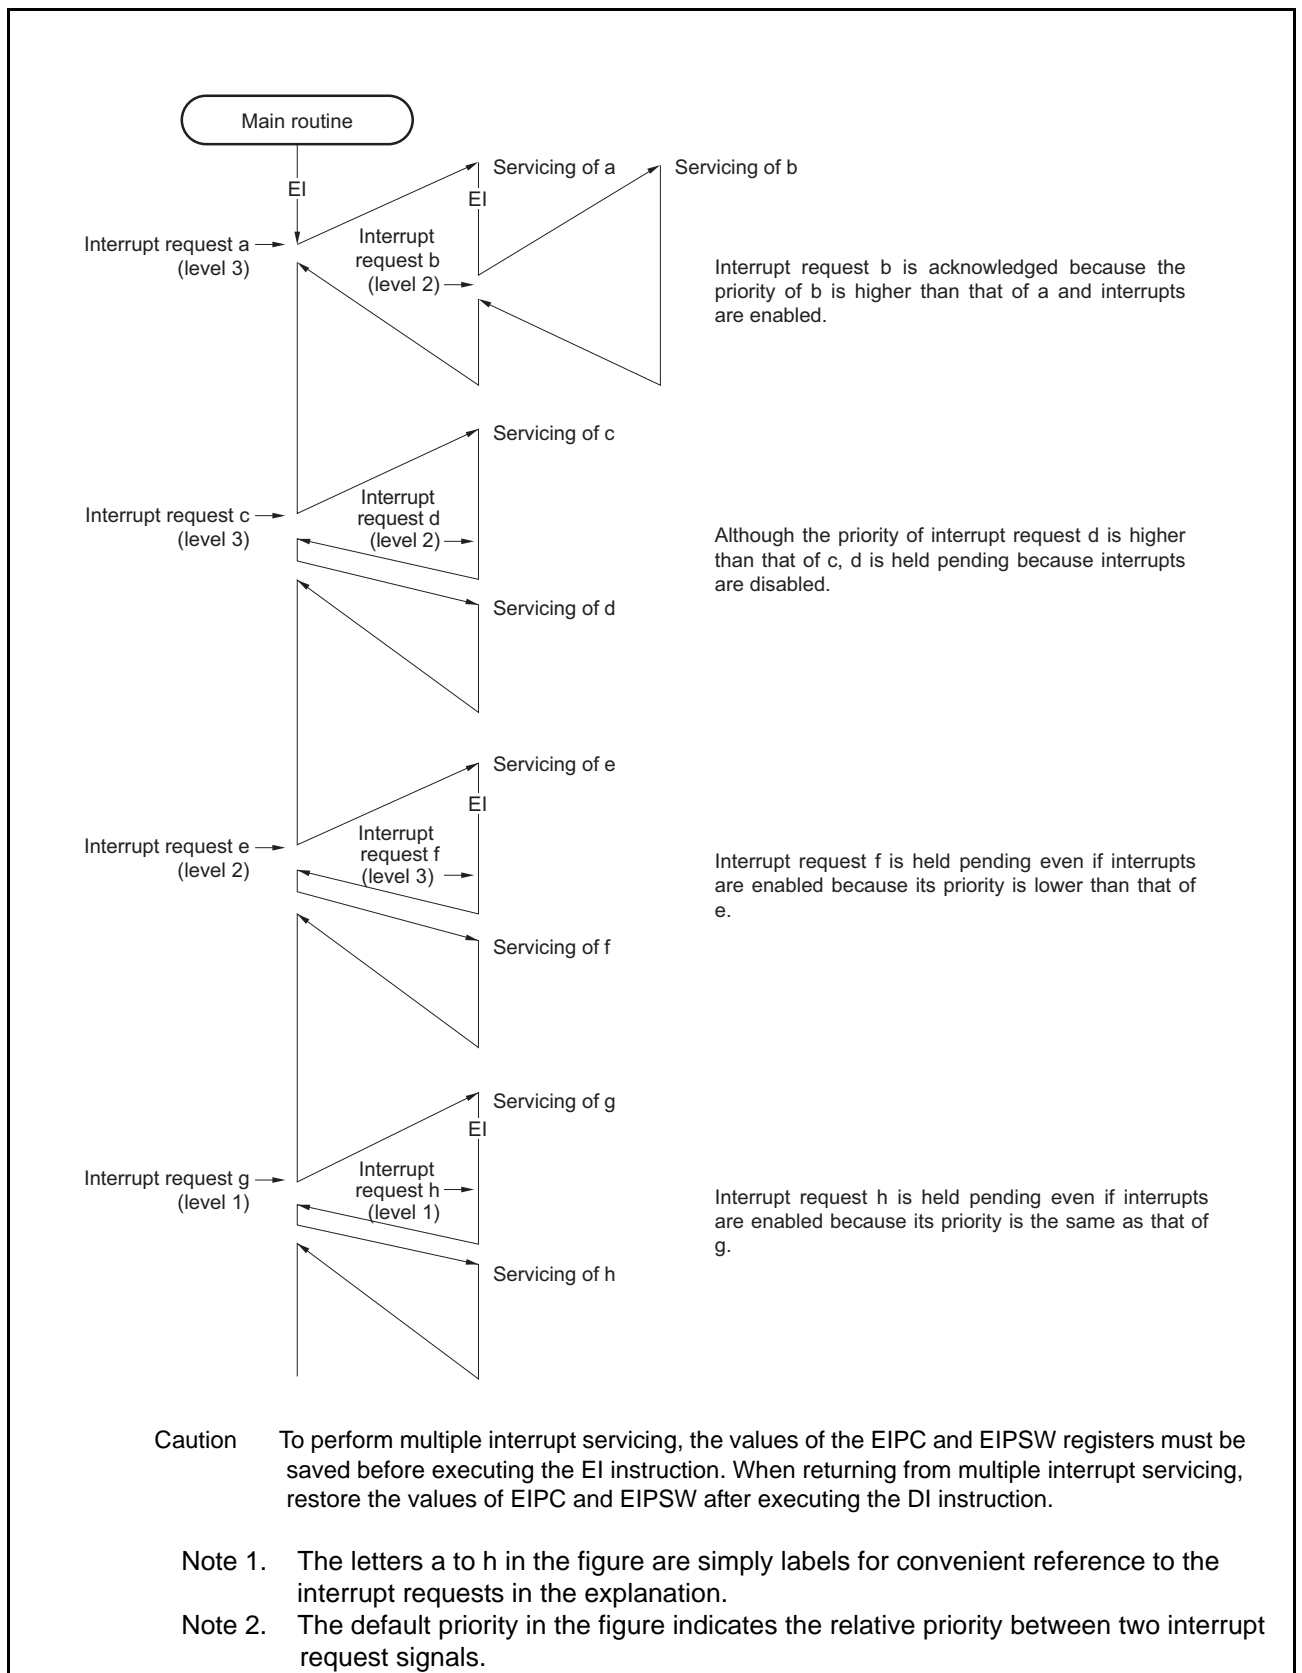 Main routine
EI
Servicing of a
Servicing of b
EI
Interrupt request a
(level 3)
Interrupt
request b
(level 2)
Interrupt request b is acknowledged because the
priority of b is higher than that of a and interrupts
are enabled.
Servicing of c
Interrupt request c
(level 3)
Interrupt
request d
(level 2)
Although the priority of interrupt request d is higher
than that of c, d is held pending because interrupts
are disabled.
Servicing of d
Servicing of e
EI
Interrupt request e
(level 2)
Interrupt
request f
(level 3)
Interrupt request f is held pending even if interrupts
are enabled because its priority is lower than that of
e.
Servicing of f
Servicing of g
EI
Interrupt request g
(level 1)
Interrupt
request h
(level 1)
Interrupt request h is held pending even if interrupts
are enabled because its priority is the same as that of
g.
Servicing of h
Caution To perform multiple interrupt servicing, the values of the EIPC and EIPSW registers must be
saved before executing the EI instruction. When returning from multiple interrupt servicing,
restore the values of EIPC and EIPSW after executing the DI instruction.
Note 1. The letters a to h in the figure are simply labels for convenient reference to the
interrupt requests in the explanation.
Note 2. The default priority in the figure indicates the relative priority between two interrupt
request signals.